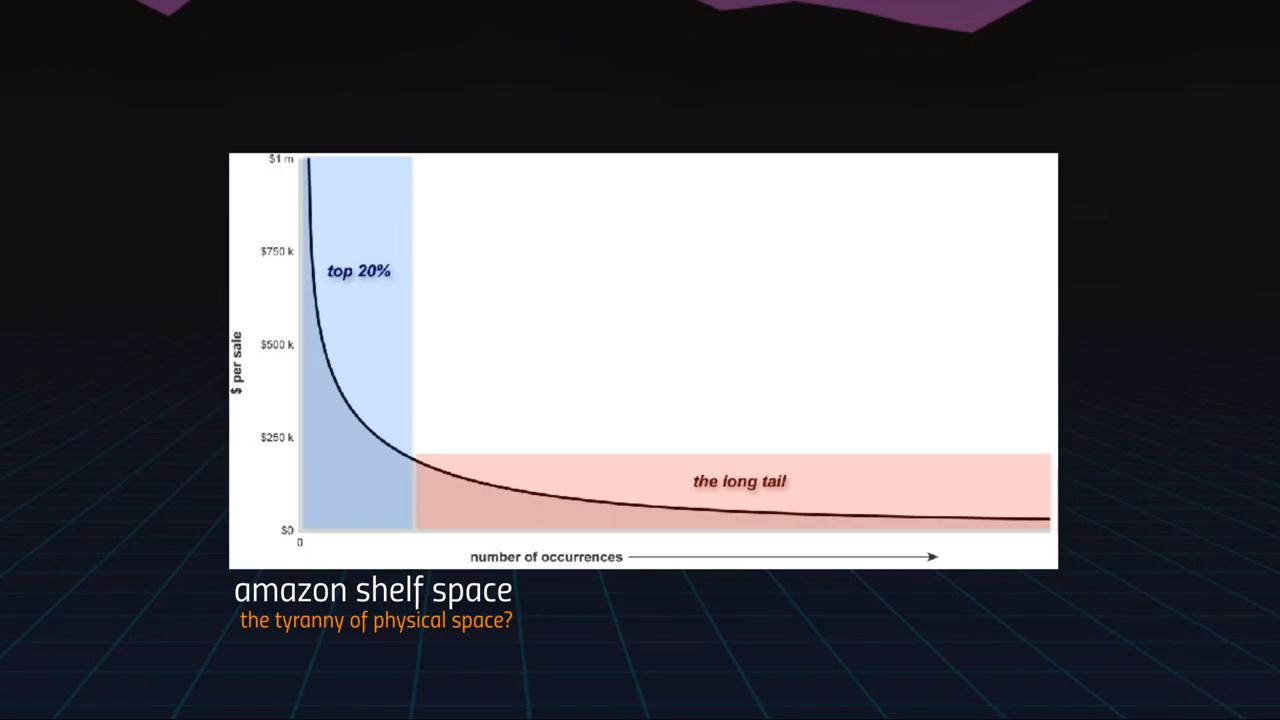 $1 m
$750 k
top 20%
$500 k
$ per sale
$250 k
the long tail
$0
0
number of occurrences
amazon shelf space
the tyranny of physical space?